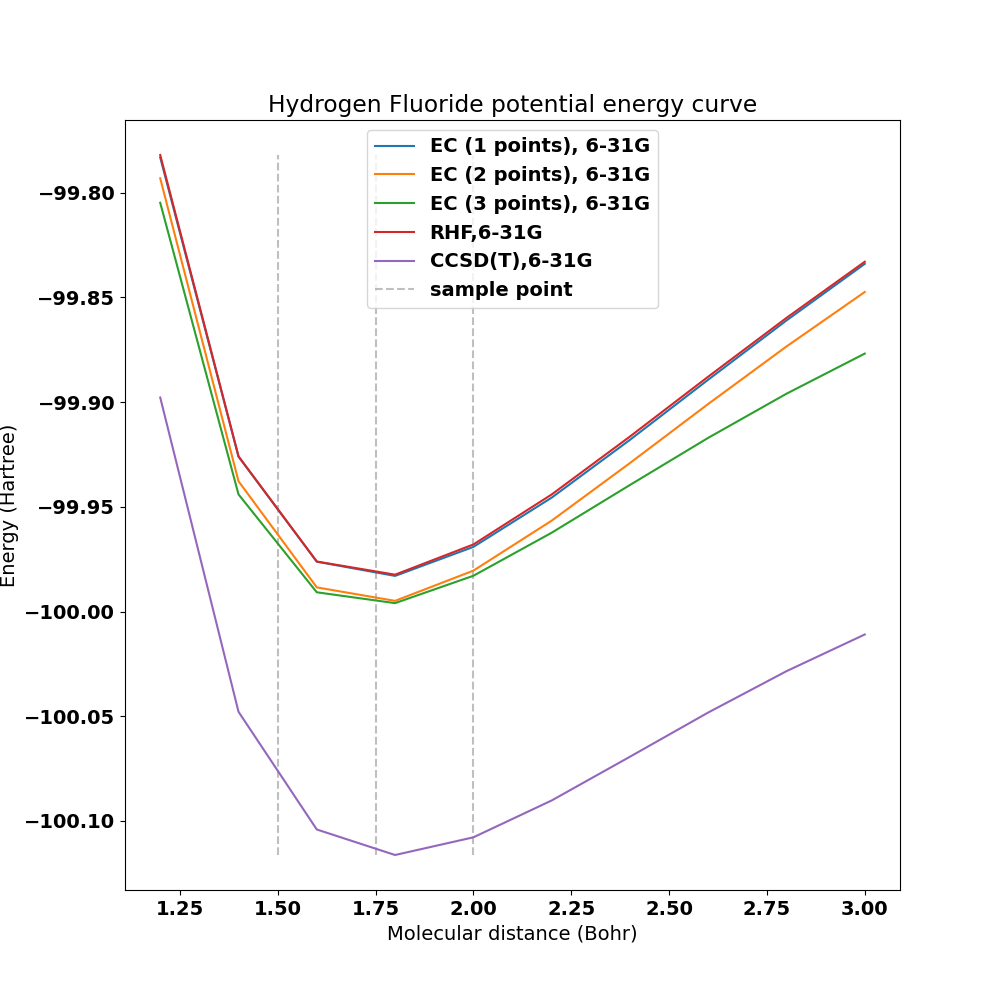 Hydrogen Fluoride potential energy curve
EC (1 points), 6-31G
EC (2 points), 6-31G
EC (3 points), 6-31G
RHF,6-31G
CCSD(T),6-31G
sample point
Energy (Hartree)
−99.80
−99.85
−99.90
−99.95
−100.00
−100.05
−100.10
1.25 1.50 1.75 2.00 2.25 2.50 2.75 3.00
Molecular distance (Bohr)